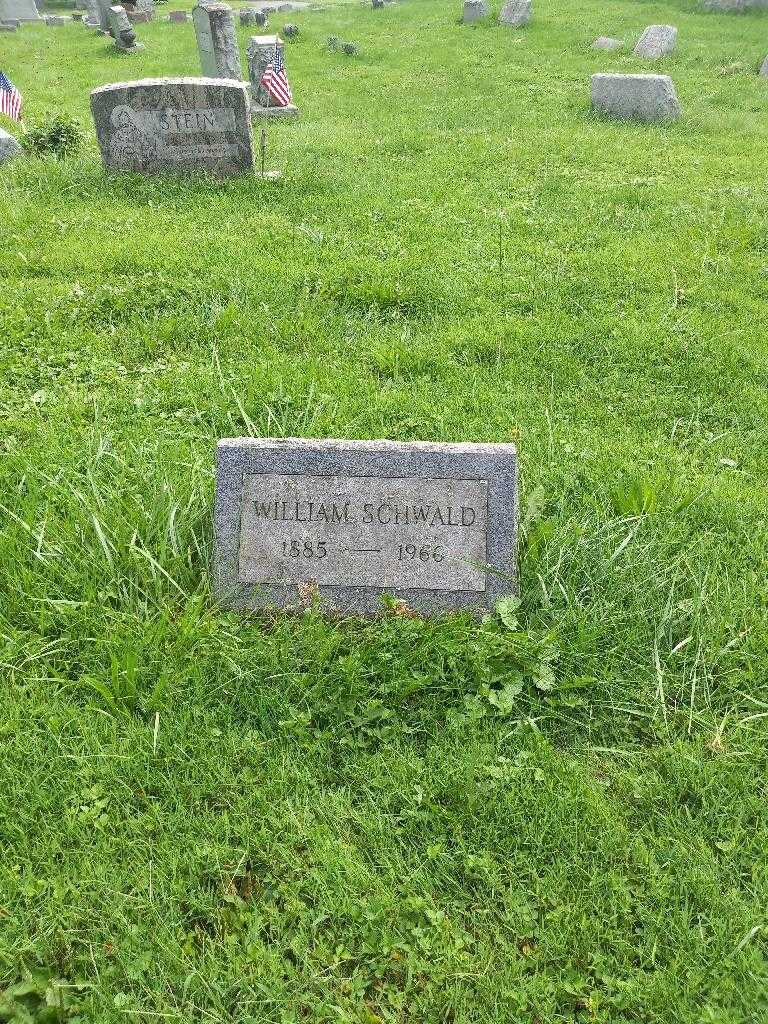 STEIN
WILLIAM SCHWALD
1885 — 1966